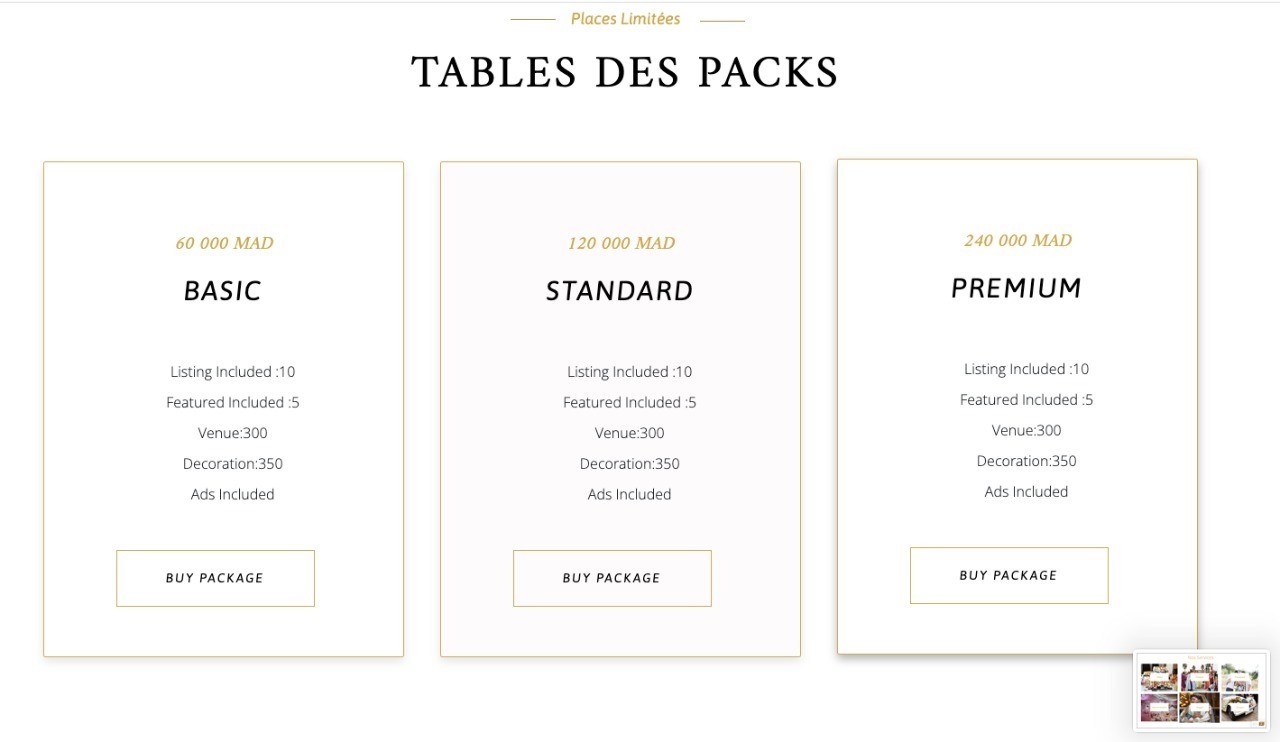 Places Limitées
TABLES DES PACKS
60 000 MAD
BASIC
Listing Included :10
Featured Included :5
Venue:300
Decoration:350
Ads Included
BUY PACKAGE
120 000 MAD
STANDARD
Listing Included :10
Featured Included :5
Venue:300
Decoration:350
Ads Included
BUY PACKAGE
240 000 MAD
PREMIUM
Listing Included :10
Featured Included :5
Venue:300
Decoration:350
Ads Included
BUY PACKAGE